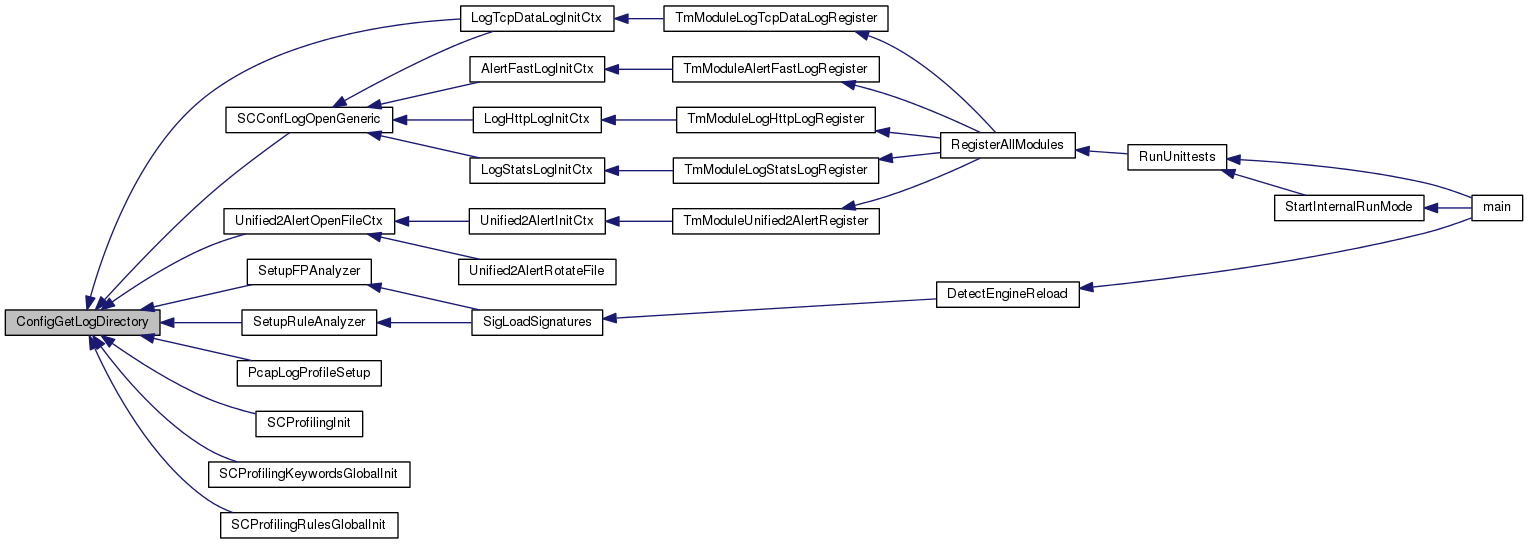 LogTcpDataLogInitCtx
TmModuleLogTcpDataLogRegister
AlertFastLogInitCtx
TmModuleAlertFastLogRegister
SCConfLogOpenGeneric
LogHttpLogInitCtx
TmModuleLogHttpLogRegister
RegisterAllModules
RunUnittests
LogStatsLogInitCtx
TmModuleLogStatsLogRegister
StartInternalRunMode
main
Unified2AlertOpenFileCtx
Unified2AlertInitCtx
TmModuleUnified2AlertRegister
SetupFPAnalyzer
Unified2AlertRotateFile
DetectEngineReload
ConfigGetLogDirectory
SetupRuleAnalyzer
SigLoadSignatures
PcapLogProfileSetup
SCProfilingInit
SCProfilingKeywordsGlobalInit
SCProfilingRulesGlobalInit